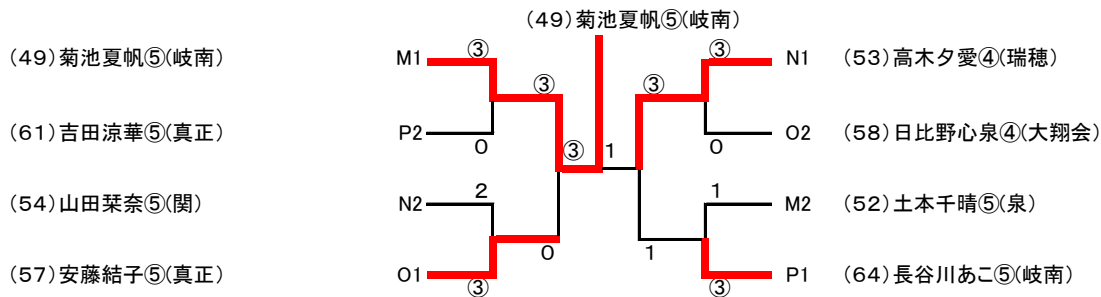 (49)菊池夏帆⑤(岐南)
(49)菊池夏帆⑤(岐南) M1 ③ ③ N1 (53)高木夕愛④(瑞穂)
③ ③
(61)吉田涼華⑤(真正) P2 0 0 O2 (58)日比野心泉④(大翔会)
③ 1
(54)山田栞奈⑤(関) N2 2 1 M2 (52)土本千晴⑤(泉)
0 1
(57)安藤結子⑤(真正) O1 ③ ③ P1 (64)長谷川あこ⑤(岐南)